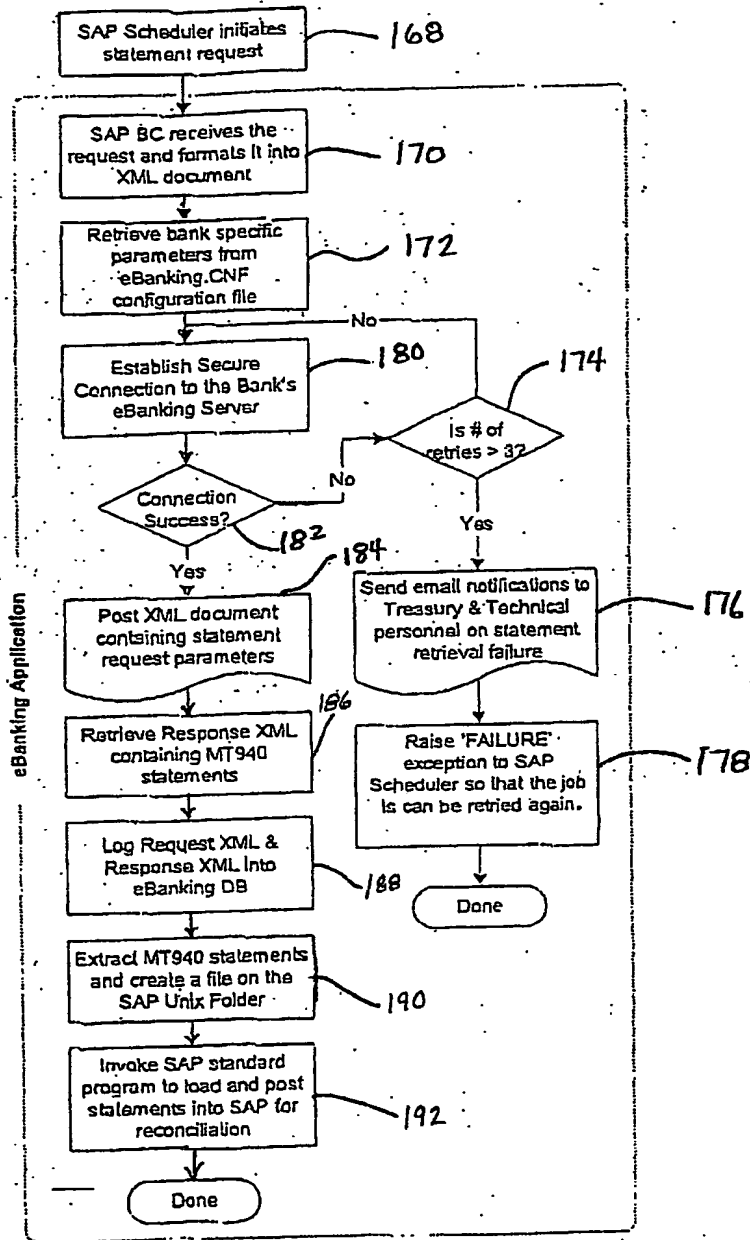 SAP Scheduler initiates
statement request
168
SAP BC receives the
request and formats it into
XML document
170
Retrieve bank specific
parameters from
eBanking.CNF
configuration file
172
No
Establish Secure
Connection to the Bank's
eBanking Server
180
174
Is # of
retries > 3?
No
Connection
Success?
182
Yes
Yes
184
Post XML document
containing statement
request parameters
Send email notifications to
Treasury & Technical
personnel on statement
retrieval failure
176
186
Retrieve Response XML
containing MT940
statements
Raise 'FAILURE'
exception to SAP
Scheduler so that the job
is can be retried again.
178
Log Request XML &
Response XML into
eBanking DB
188
Done
Extract MT940 statements
and create a file on the
SAP Unix Folder
190
Invoke SAP standard
program to load and post
statements into SAP for
reconciliation
192
Done
eBanking Application